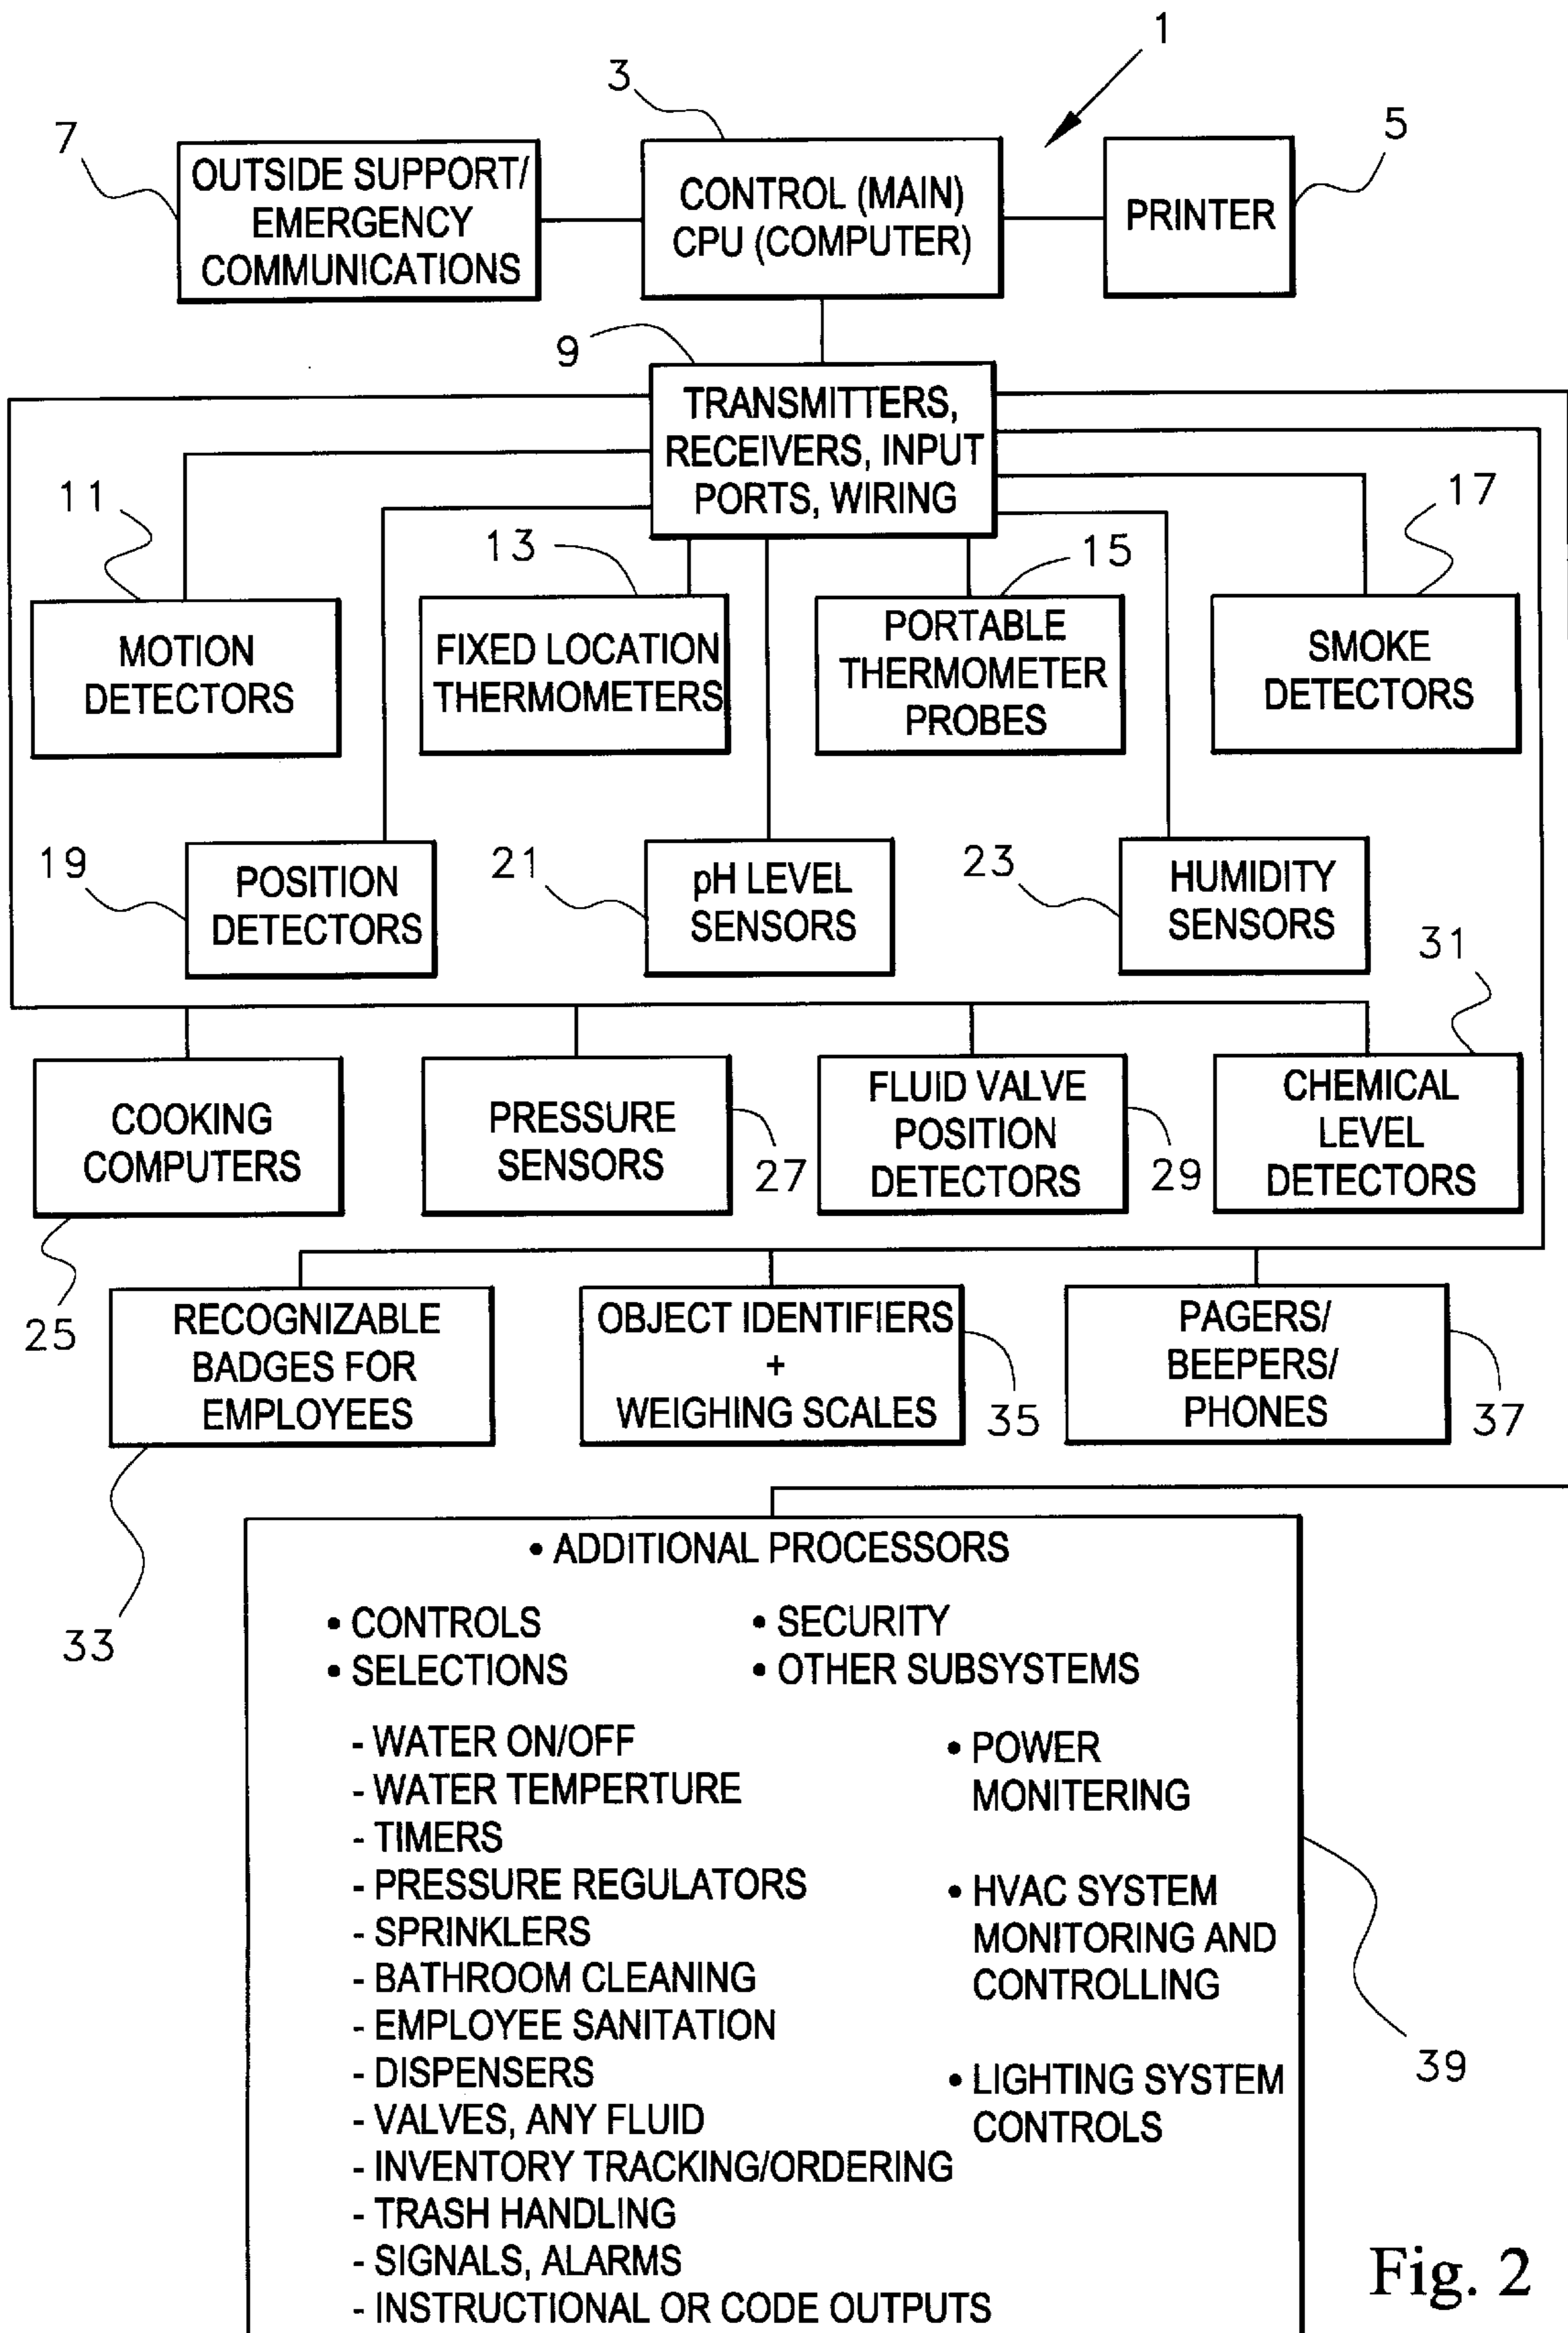 1
3
5
7
OUTSIDE SUPPORT/
EMERGENCY
COMMUNICATIONS
CONTROL (MAIN)
CPU (COMPUTER)
PRINTER
9
TRANSMITTERS,
RECEIVERS, INPUT
PORTS, WIRING
11
13
15
17
MOTION
DETECTORS
FIXED LOCATION
THERMOMETERS
PORTABLE
THERMOMETER
PROBES
SMOKE
DETECTORS
19
POSITION
DETECTORS
21
pH LEVEL
SENSORS
23
HUMIDITY
SENSORS
31
COOKING
COMPUTERS
25
PRESSURE
SENSORS
27
FLUID VALVE
POSITION
DETECTORS
29
CHEMICAL
LEVEL
DETECTORS
RECOGNIZABLE
BADGES FOR
EMPLOYEES
33
OBJECT IDENTIFIERS
+
WEIGHING SCALES
35
PAGERS/
BEEPERS/
PHONES
37
• ADDITIONAL PROCESSORS
• CONTROLS
• SELECTIONS
• SECURITY
• OTHER SUBSYSTEMS
- WATER ON/OFF
- WATER TEMPERTURE
- TIMERS
- PRESSURE REGULATORS
- SPRINKLERS
- BATHROOM CLEANING
- EMPLOYEE SANITATION
- DISPENSERS
- VALVES, ANY FLUID
- INVENTORY TRACKING/ORDERING
- TRASH HANDLING
- SIGNALS, ALARMS
- INSTRUCTIONAL OR CODE OUTPUTS
• POWER
MONITERING
• HVAC SYSTEM
MONITORING AND
CONTROLLING
• LIGHTING SYSTEM
CONTROLS
39
Fig. 2